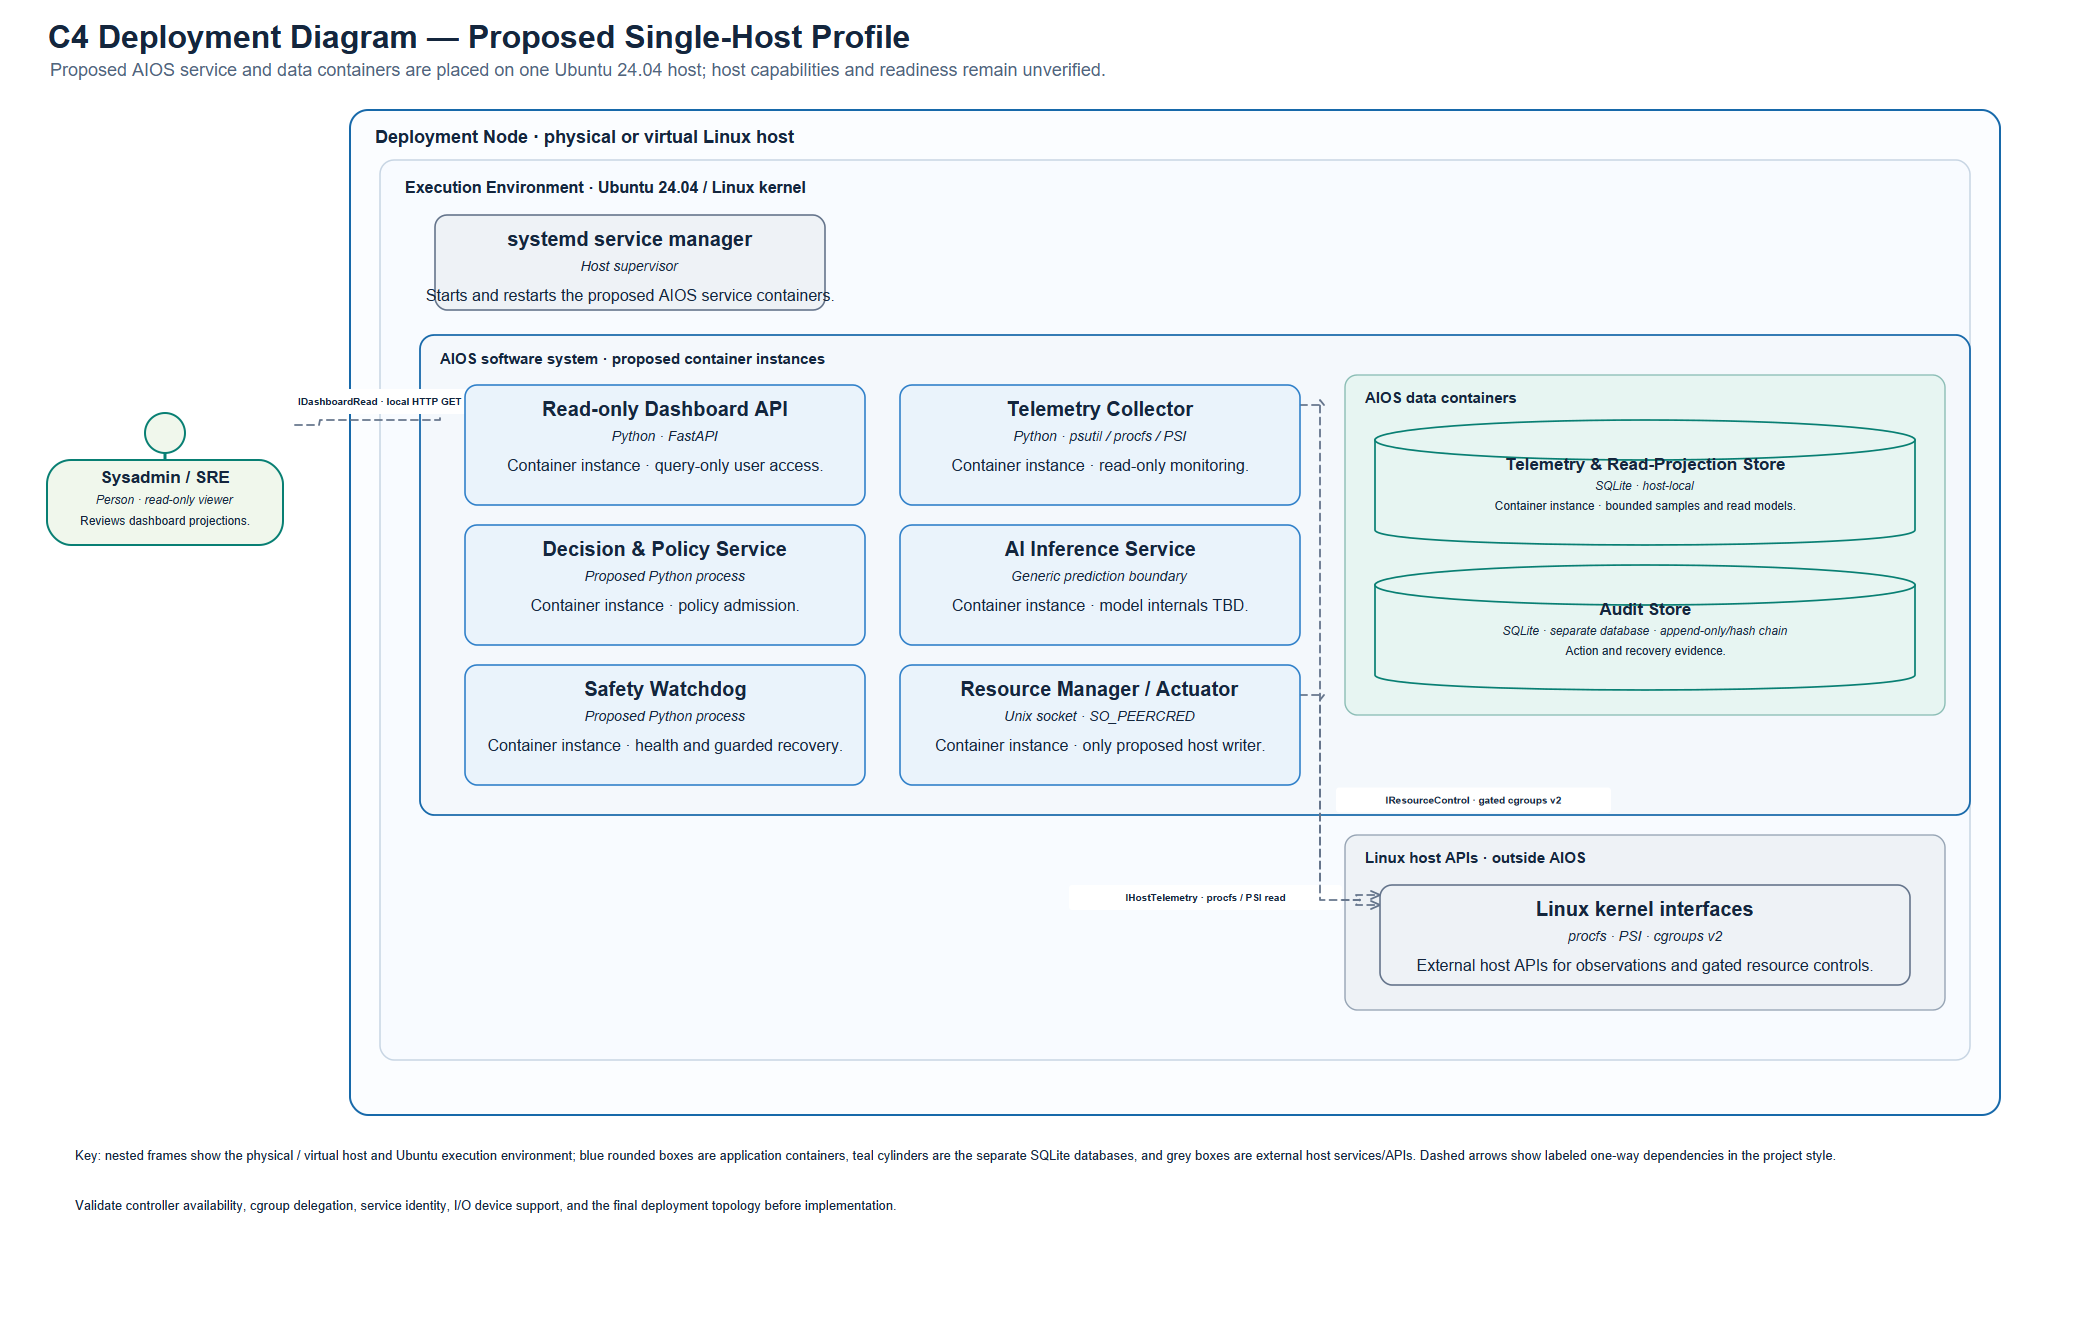 C4 Deployment Diagram — Proposed Single-Host Profile
Proposed AIOS service and data containers are placed on one Ubuntu 24.04 host; host capabilities and readiness remain unverified.
Deployment Node · physical or virtual Linux host
Execution Environment · Ubuntu 24.04 / Linux kernel
systemd service manager
Host supervisor
Starts and restarts the proposed AIOS service containers.
AIOS software system · proposed container instances
IDashboardRead · local HTTP GET
Sysadmin / SRE
Person · read-only viewer
Reviews dashboard projections.
Read-only Dashboard API
Python · FastAPI
Container instance · query-only user access.
Telemetry Collector
Python · psutil / procfs / PSI
Container instance · read-only monitoring.
Decision & Policy Service
Proposed Python process
Container instance · policy admission.
AI Inference Service
Generic prediction boundary
Container instance · model internals TBD.
Safety Watchdog
Proposed Python process
Container instance · health and guarded recovery.
Resource Manager / Actuator
Unix socket · SO_PEERCRED
Container instance · only proposed host writer.
AIOS data containers
Telemetry & Read-Projection Store
SQLite · host-local
Container instance · bounded samples and read models.
Audit Store
SQLite · separate database · append-only/hash chain
Action and recovery evidence.
IResourceControl · gated cgroups v2
Linux host APIs · outside AIOS
IHostTelemetry · procfs / PSI read
Linux kernel interfaces
procfs · PSI · cgroups v2
External host APIs for observations and gated resource controls.
Key: nested frames show the physical / virtual host and Ubuntu execution environment; blue rounded boxes are application containers, teal cylinders are the separate SQLite databases, and grey boxes are external host services/APIs. Dashed arrows show labeled one-way dependencies in the project style.
Validate controller availability, cgroup delegation, service identity, I/O device support, and the final deployment topology before implementation.